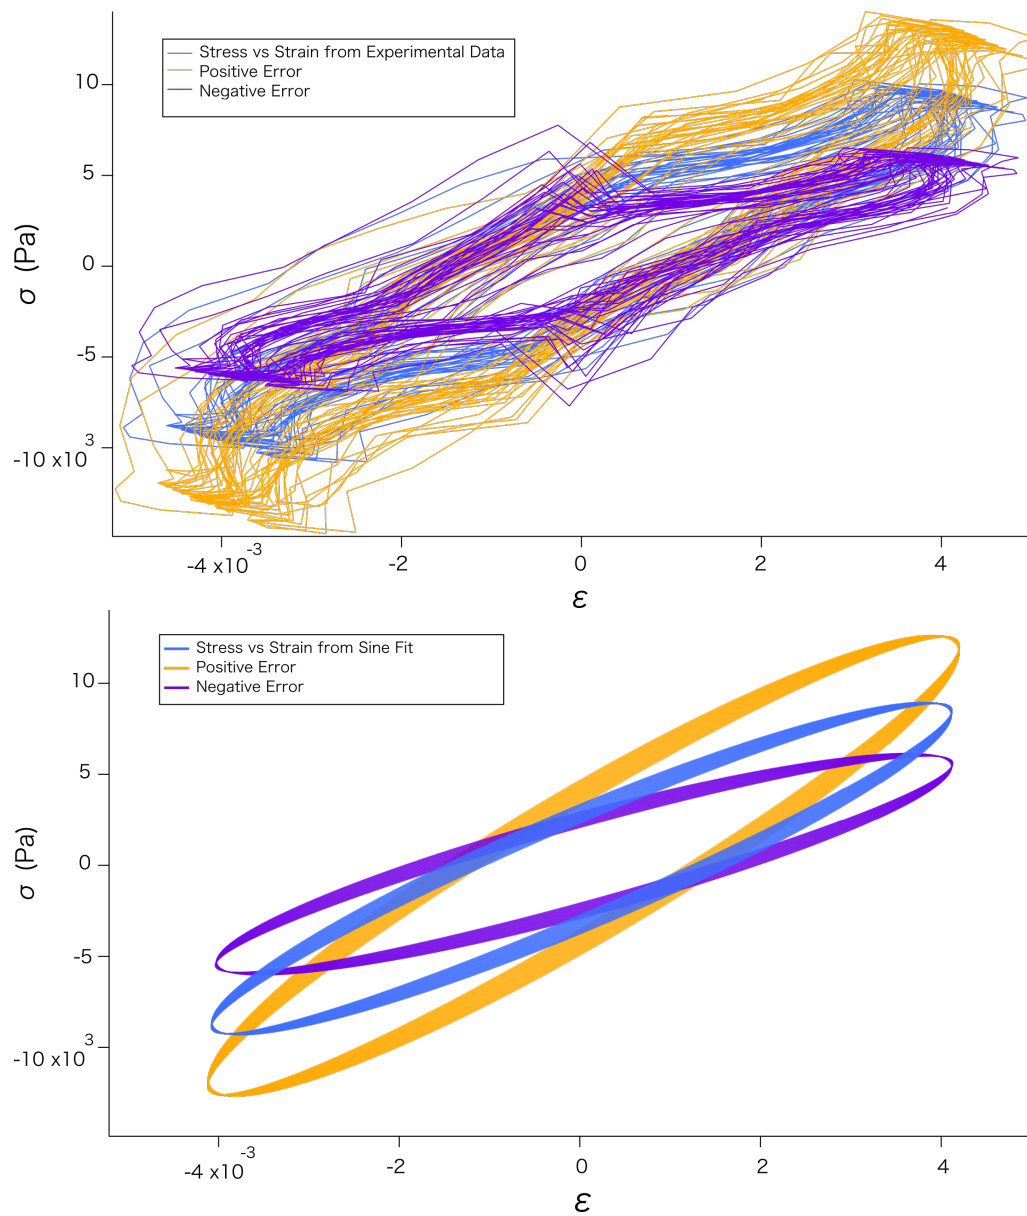 Stress vs Strain from Experimental Data
Positive Error
Negative Error
10
5
0
-5
-10 x10 3
σ (Pa)
-4 x10 -3
-2
0
2
4
ε
Stress vs Strain from Sine Fit
Positive Error
Negative Error
10
5
0
-5
-10 x10 3
σ (Pa)
-4 x10 -3
-2
0
2
4
ε